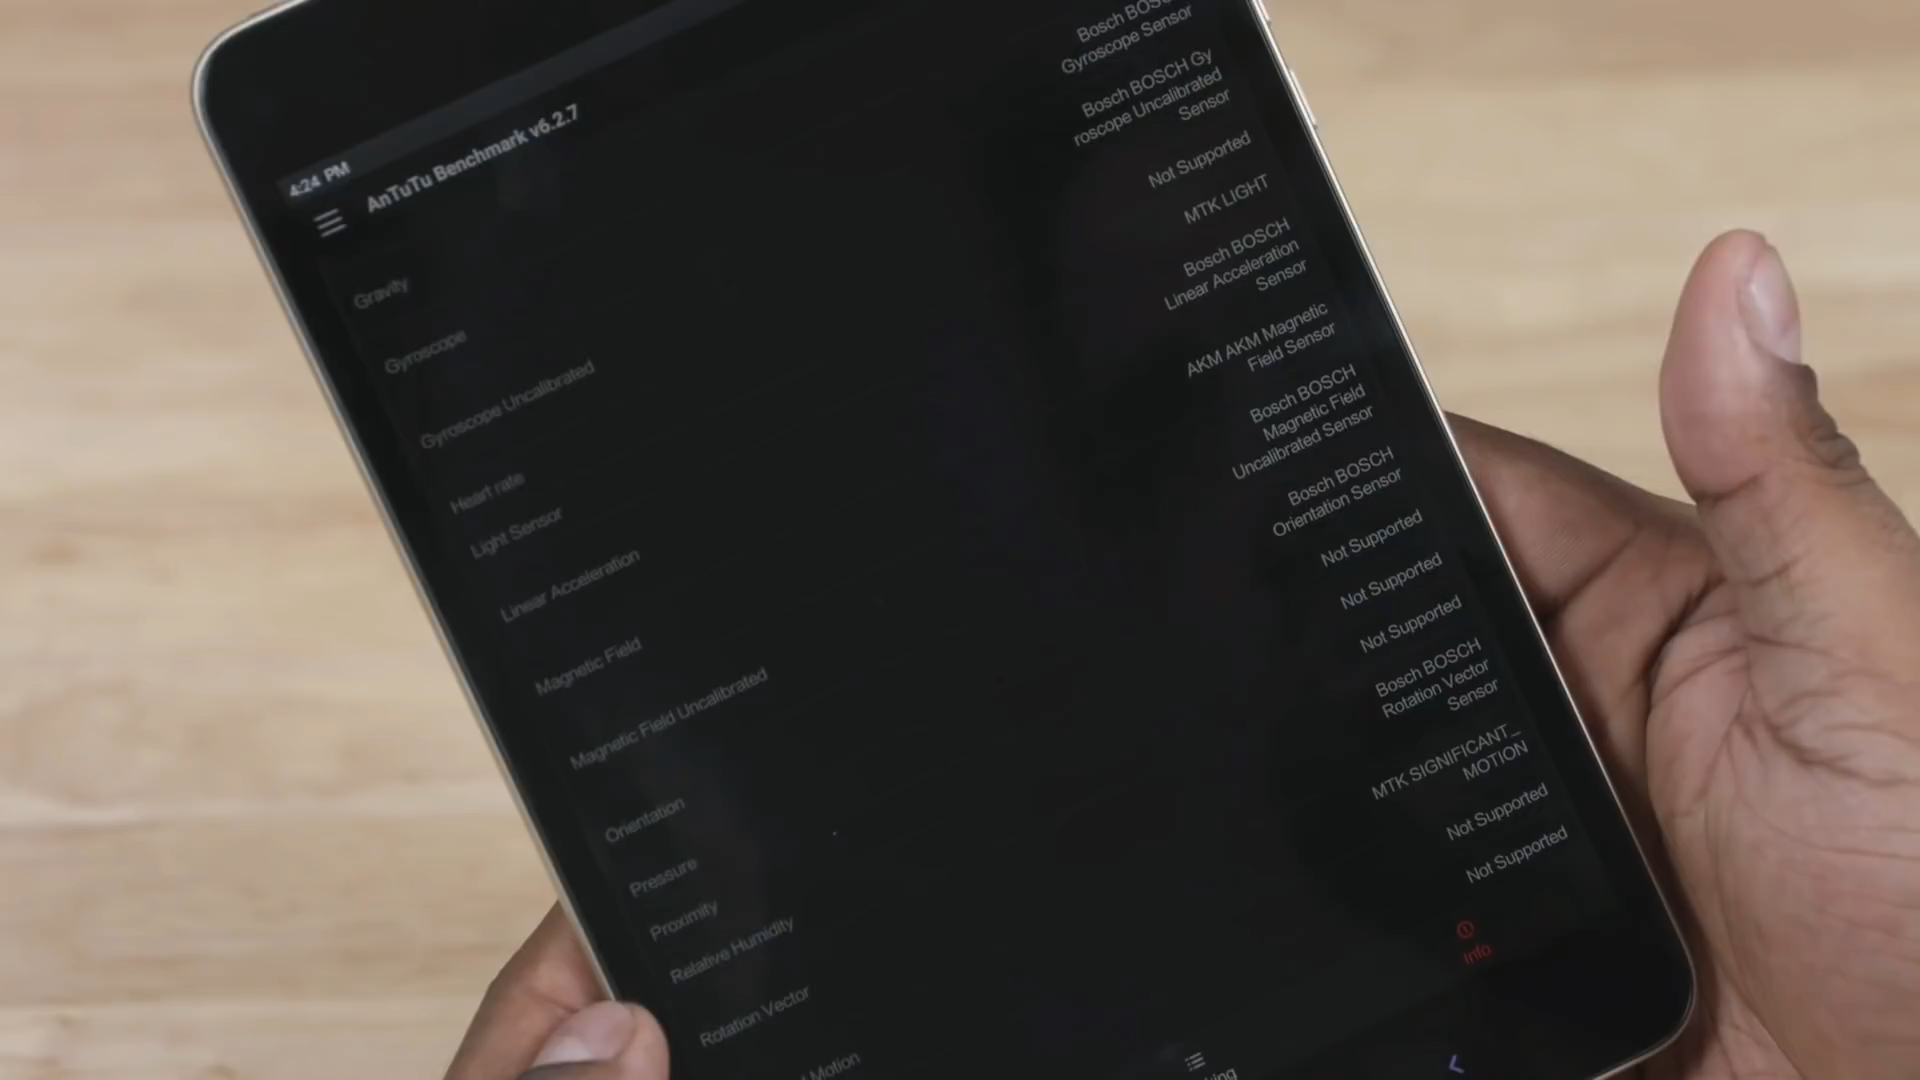 4:24 PM
AnTuTu Benchmark v6.2.7
Gravity
Gyroscope
Bosch
Gyroscope Sensor
Gyroscope Uncalibrated
Bosch BOSCH Gy
roscope Uncalibrated
Sensor
Heart rate
Not Supported
Light Sensor
MTK LIGHT
Linear Acceleration
Bosch BOSCH
Linear Acceleration
Sensor
Magnetic Field
AKM AKM Magnetic
Field Sensor
Magnetic Field Uncalibrated
Bosch BOSCH
Magnetic Field
Uncalibrated Sensor
Orientation
Bosch BOSCH
Orientation Sensor
Pressure
Not Supported
Proximity
Not Supported
Relative Humidity
Not Supported
Rotation Vector
Bosch BOSCH
Rotation Vector
Sensor
Motion
MTK SIGNIFICANT_
MOTION
Not Supported
Not Supported
Info